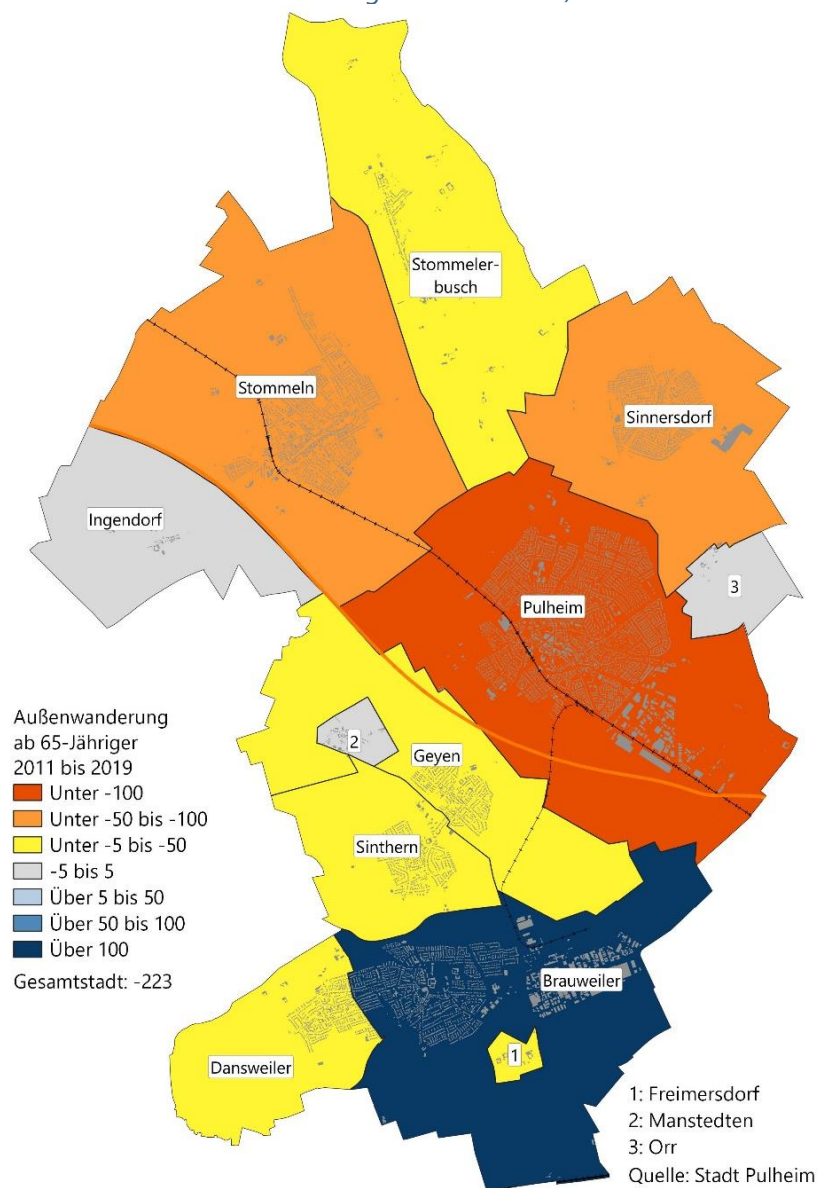 Stommeler-
busch
Stommeln
Sinnersdorf
Ingendorf
3
Pulheim
2
Geyen
Sinthern
Außenwanderung
ab 65-Jähriger
2011 bis 2019
Unter -100
Unter -50 bis -100
Unter -5 bis -50
-5 bis 5
Über 5 bis 50
Über 50 bis 100
Über 100
Gesamtstadt: -223
Brauweiler
1
Dansweiler
1: Freimersdorf
2: Manstedten
3: Orr
Quelle: Stadt Pulheim